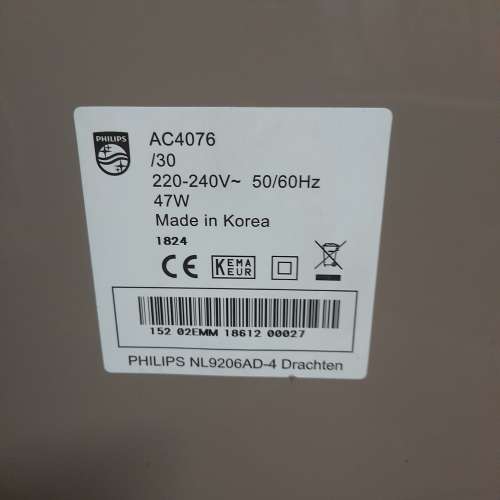 PHILIPS
AC4076
/30
220-240V~ 50/60Hz
47W
Made in Korea
1824
CE
KEMA
EUR
152 02EMM 18612 00027
PHILIPS NL9206AD-4 Drachten